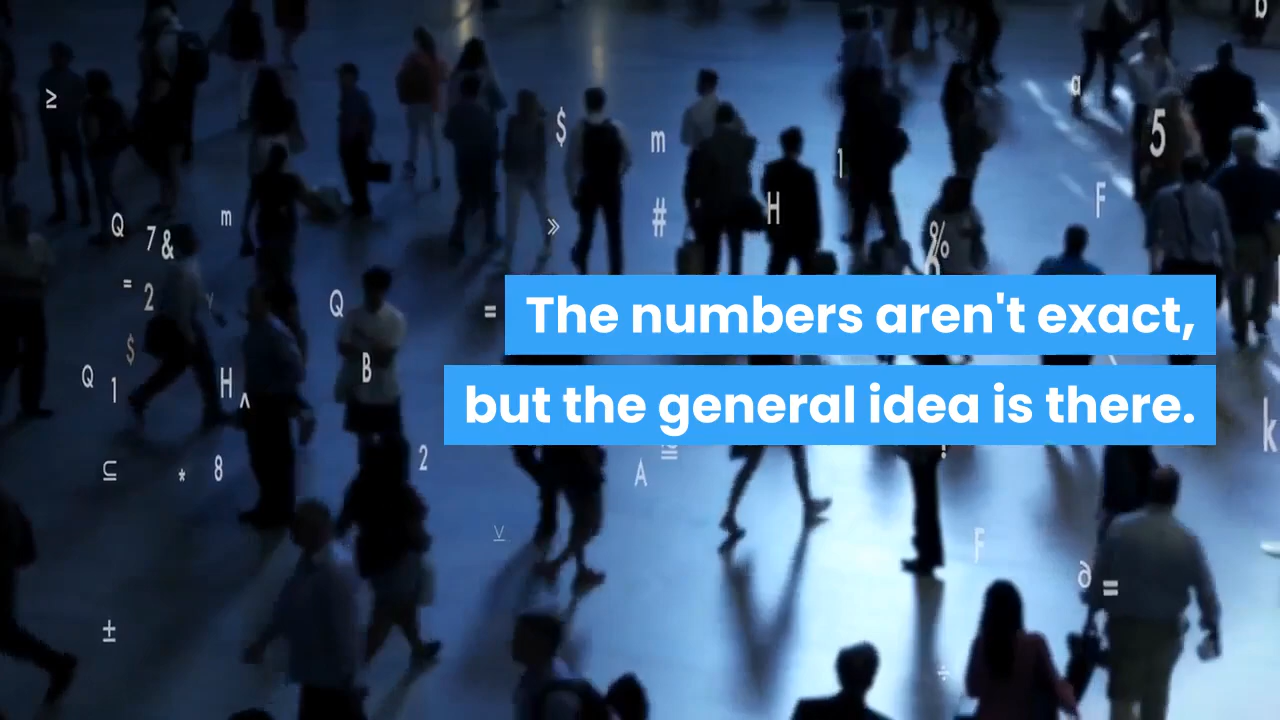 The numbers aren't exact,
but the general idea is there.